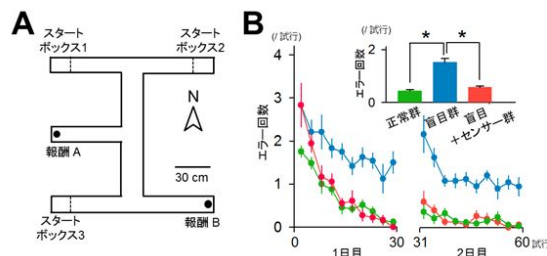 A
スタート
ボックス1
スタート
ボックス2
N
報酬 A
30 cm
スタート
ボックス3
報酬 B
B
(/ 試行)
エラー回数
4
3
2
1
0
(/ 試行)
エラー回数
2
0
*
*
正常群
盲目群
盲目
+センサー群
0
29
1日目
31
60
試行
2日目